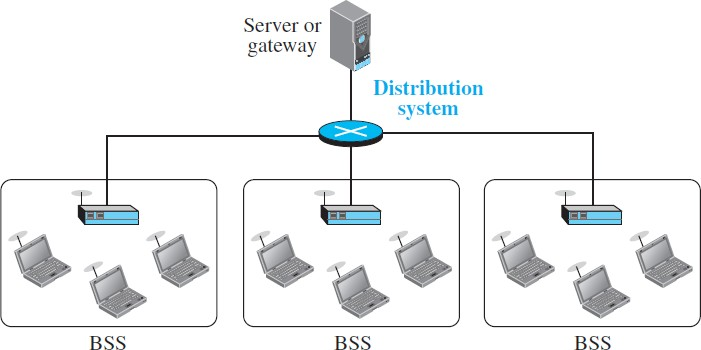 Server or
gateway
Distribution
system
BSS
BSS
BSS